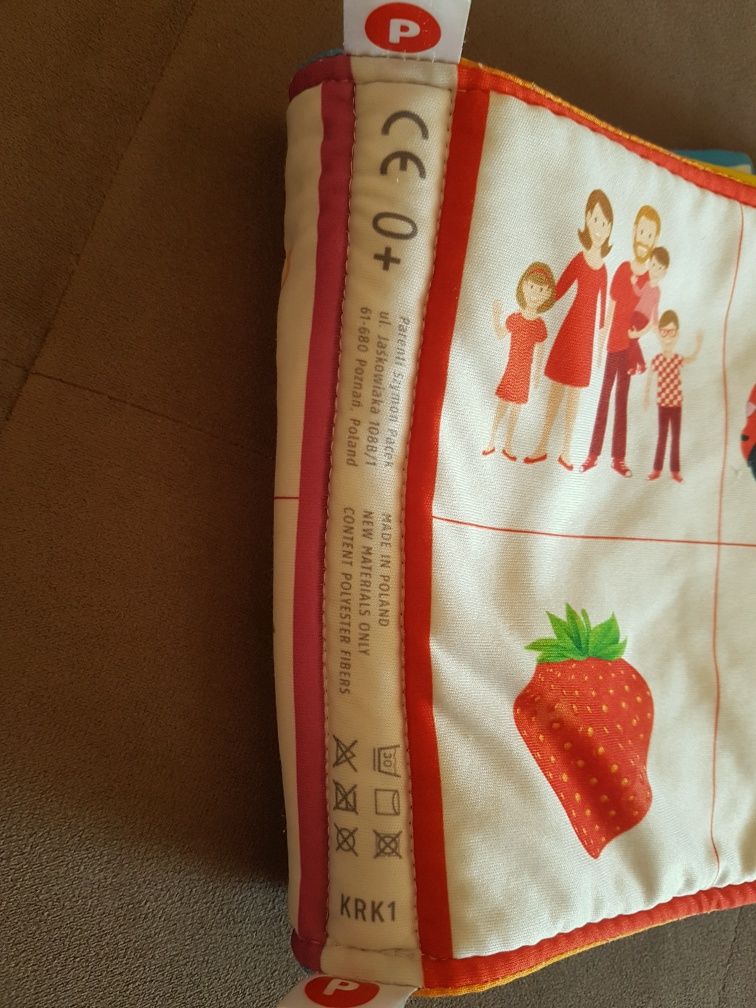 P
CE
0+
Patenti Szymon Pacek
ul. Jaśkowiaka 108B/1
61-680 Poznań, Poland
MADE IN POLAND
NEW MATERIALS ONLY
CONTENT POLYESTER FIBERS
30
KRK1
P